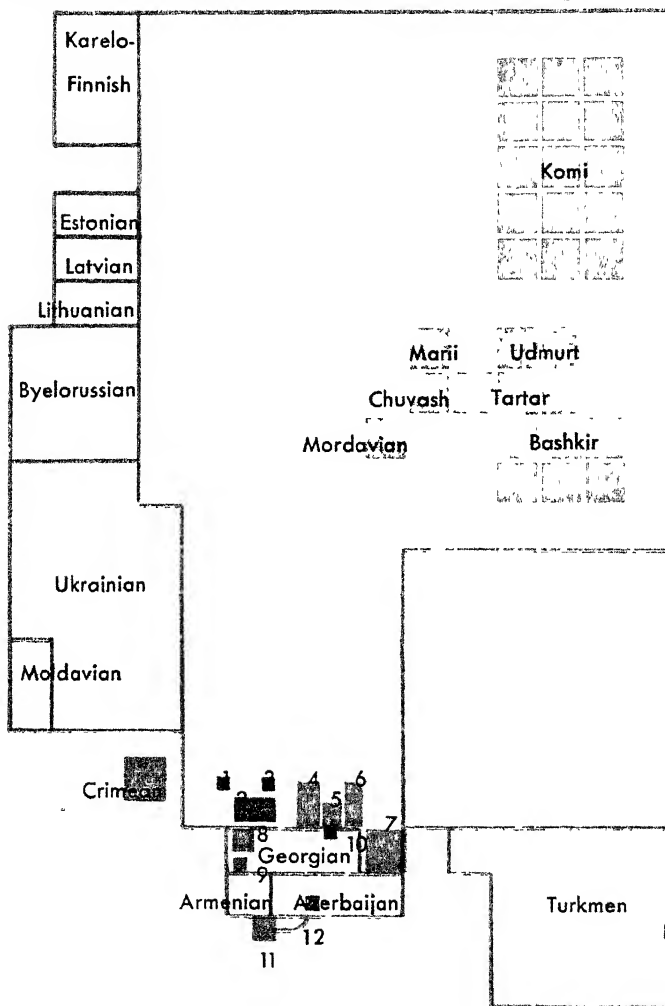 Karelo-
Finnish
Komi
Estonian
Latvian
Lithuanian
Marii Udmurt
Byelorussian
Chuvash Tartar
Mordavian Bashkir
Ukrainian
Moldavian
1 3 4 6
Crimean
2 5
7
8 10
Georgian
9
Armenian Azerbaijan Turkmen
12
11